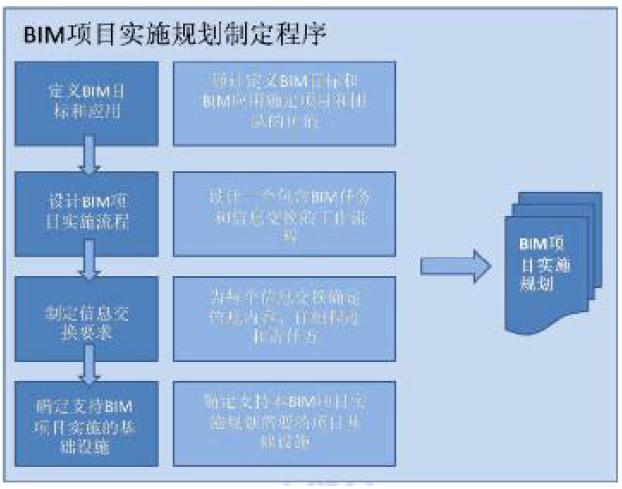 BIM项目实施规划制定程序
定义BIM目
标和应用
通过定义BIM目标和
BIM应用确定项目和团
队的价值
设计BIM项
目实施流程
设计一个包含BIM任务
和信息交换的工作流
程
制定信息交
换要求
为每个信息交换确定
信息内容、详细程度
和责任方
确定支持BIM
项目实施的基
础设施
确定支持本BIM项目实
施规划需要的项目基
础设施
BIM项
目实施
规划